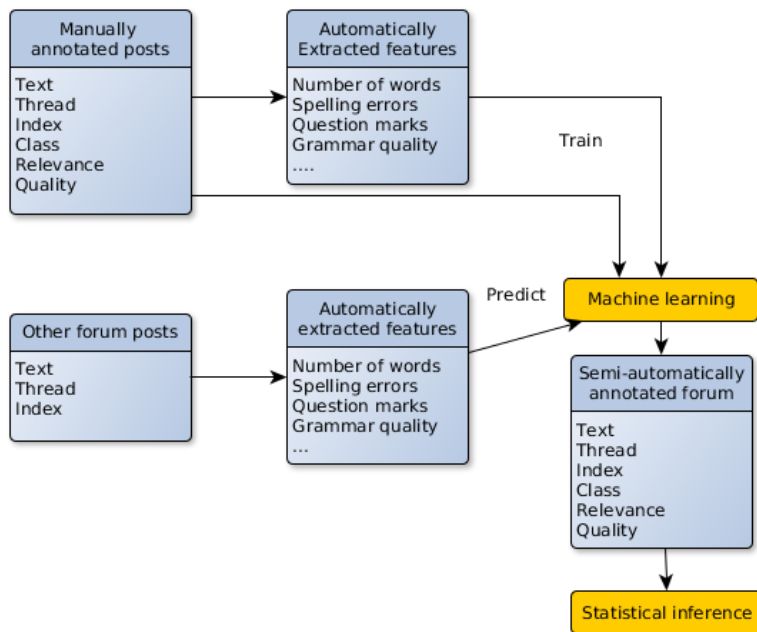 Manually
annotated posts
Text
Thread
Index
Class
Relevance
Quality
Automatically
Extracted features
Number of words
Spelling errors
Question marks
Grammar quality
....
Train
Other forum posts
Text
Thread
Index
Automatically
extracted features
Number of words
Spelling errors
Question marks
Grammar quality
...
Predict
Machine learning
Semi-automatically
annotated forum
Text
Thread
Index
Class
Relevance
Quality
Statistical inference